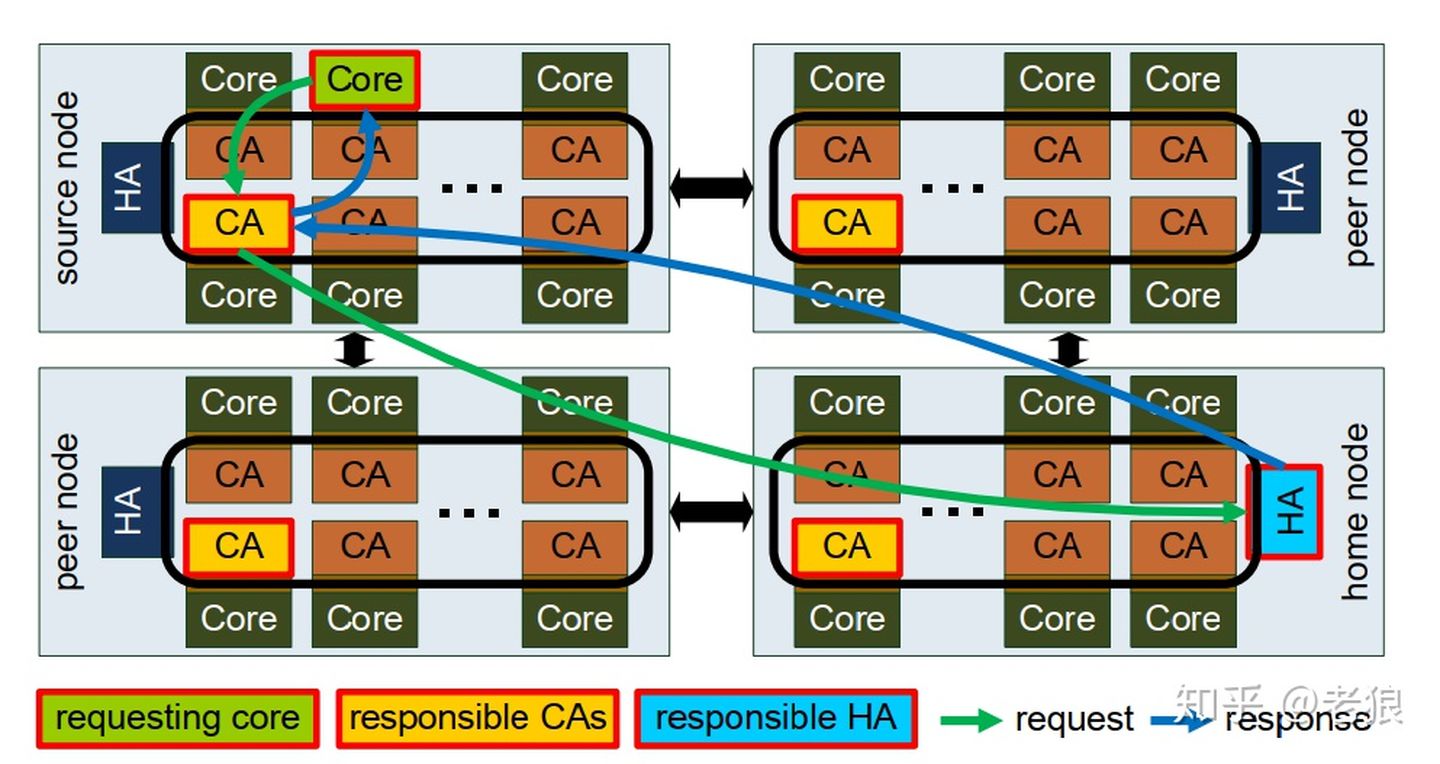 source node
HA
Core Core Core
CA CA CA
...
CA CA CA
Core Core Core
Core Core Core
CA CA CA
...
CA CA CA
Core Core Core
HA
peer node
peer node
HA
Core Core Core
CA CA CA
...
CA CA CA
Core Core Core
Core Core Core
CA CA CA
...
CA CA CA
Core Core Core
HA
home node
requesting core responsible CAs responsible HA request response
知乎 @老狼